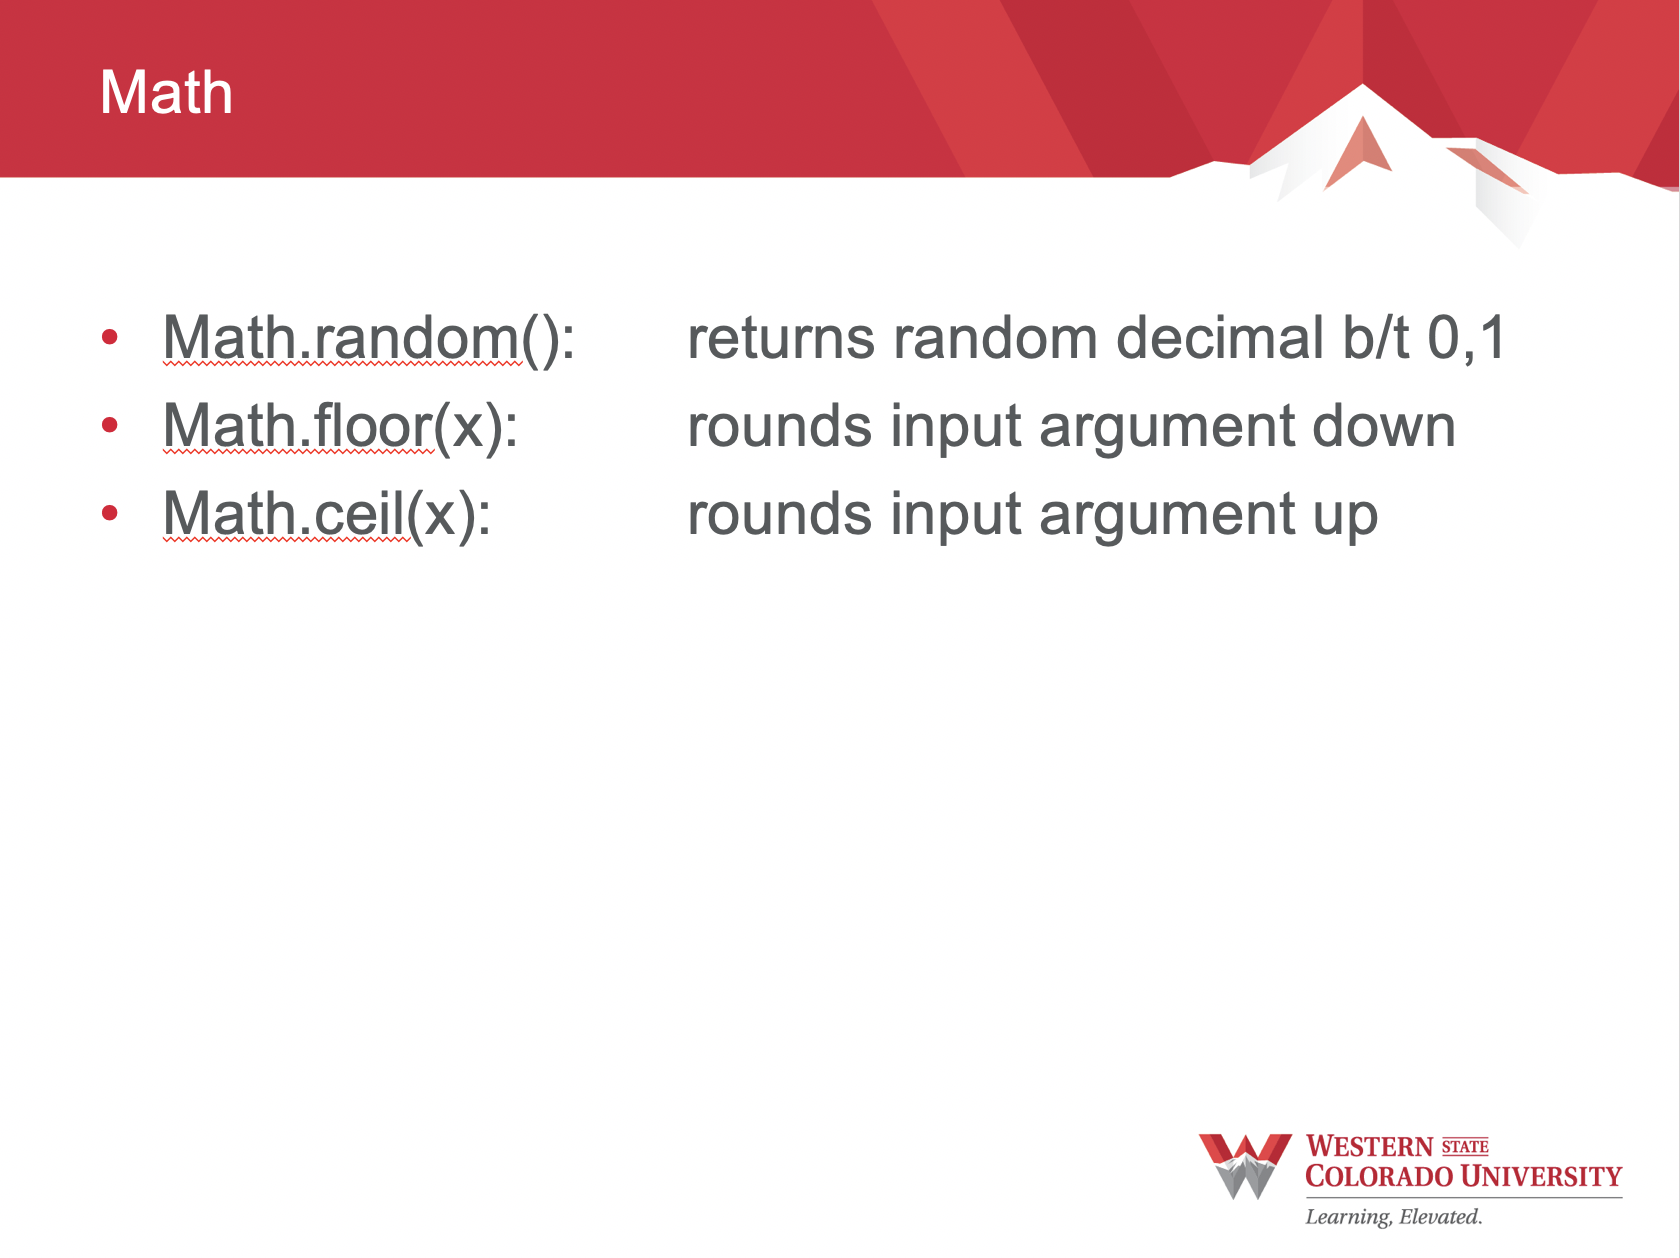 Math
• Math.random(): returns random decimal b/t 0,1
• Math.floor(x): rounds input argument down
• Math.ceil(x): rounds input argument up
WESTERN STATE
COLORADO UNIVERSITY
Learning, Elevated.